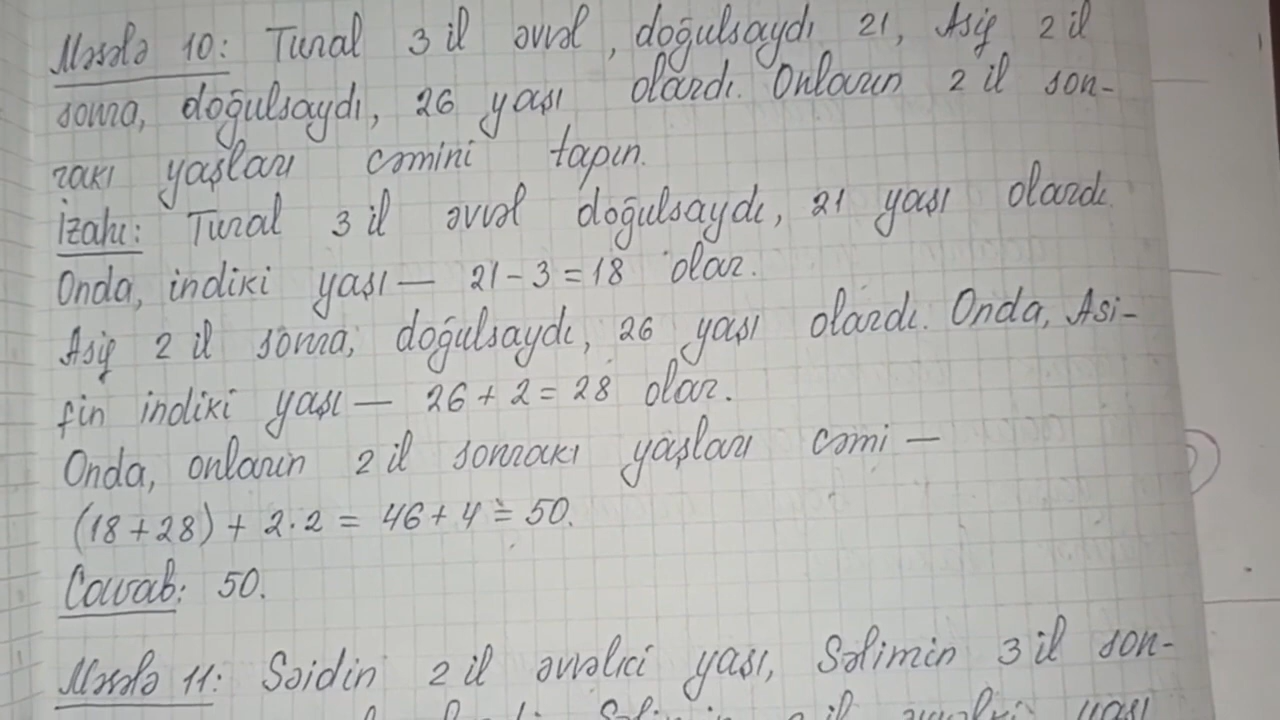 Məsələ 10: Tural 3 il əvvəl, doğulsaydı 21, Asif 2 il
sonra, doğulsaydı, 26 yaşı olardı. Onların 2 il son-
rakı yaşları cəmini tapın.
İzahı: Tural 3 il əvvəl doğulsaydı, 21 yaşı olardı.
Onda, indiki yaşı — 21 - 3 = 18 olar.
Asif 2 il sonra, doğulsaydı, 26 yaşı olardı. Onda, Asi-
fin indiki yaşı — 26 + 2 = 28 olar.
Onda, onların 2 il sonrakı yaşları cəmi —
(18 + 28) + 2 · 2 = 46 + 4 = 50.
Cavab: 50.
Məsələ 11: Səidin 2 il əvvəlki yaşı, Səlimin 3 il son-
2 il əvvəlki yaşı